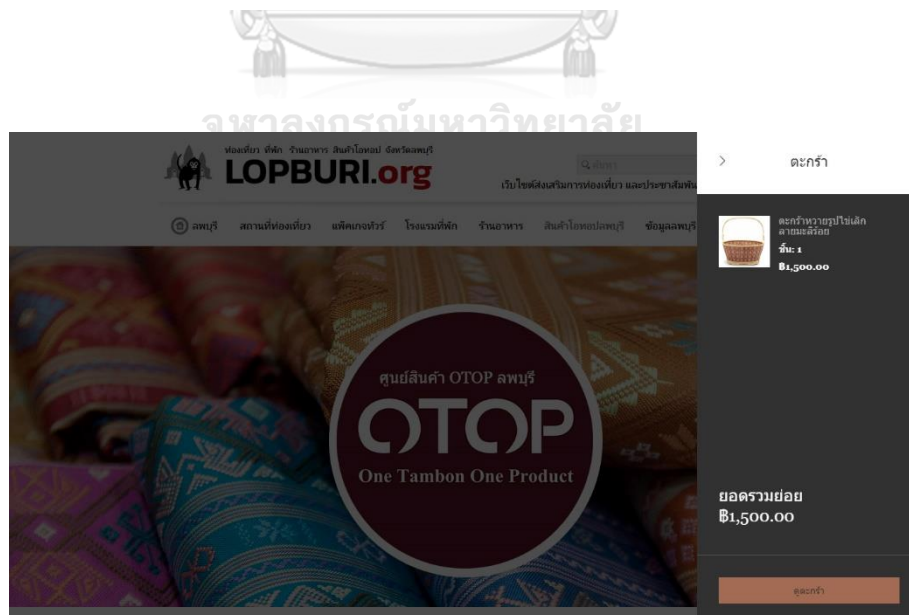 จุฬาลงกรณ์มหาวิทยาลัย
ท่องเที่ยว ที่พัก ร้านอาหาร สินค้าโอทอป จังหวัดลพบุรี
LOPBURI.org
ค้นหา
เว็บไซต์ส่งเสริมการท่องเที่ยว และประชาสัมพัน
ลพบุรี สถานที่ท่องเที่ยว แพ็คเกจทัวร์ โรงแรมที่พัก ร้านอาหาร สินค้าโอทอปลพบุรี ข้อมูลลพบุรี
ศูนย์สินค้า OTOP ลพบุรี
OTOP
One Tambon One Product
ตะกร้า
ตะกร้าหวายรูปไข่เล็ก
ลายมะลิร้อย
ชิ้น: 1
฿1,500.00
ยอดรวมย่อย
฿1,500.00
ดูตะกร้า